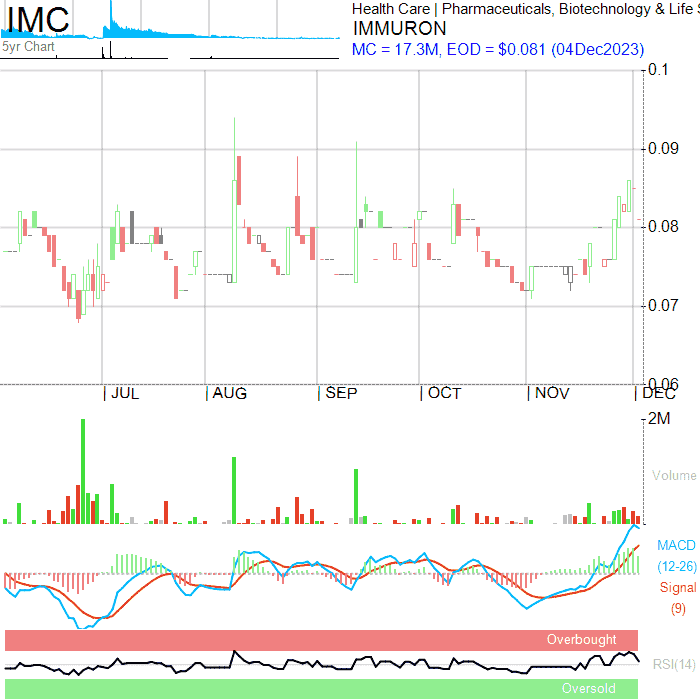 IMC
Health Care | Pharmaceuticals, Biotechnology & Life S
IMMURON
5yr Chart
MC = 17.3M, EOD = $0.081 (04Dec2023)
0.1
0.09
0.08
0.07
0.06
JUL
AUG
SEP
OCT
NOV
DEC
2M
Volume
MACD
(12-26)
Signal
(9)
Overbought
RSI(14)
Oversold